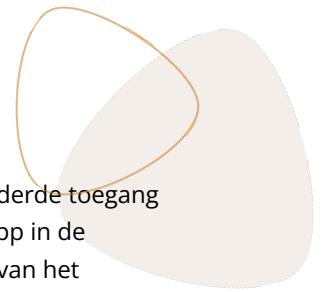 derde toegang
op in de
van het